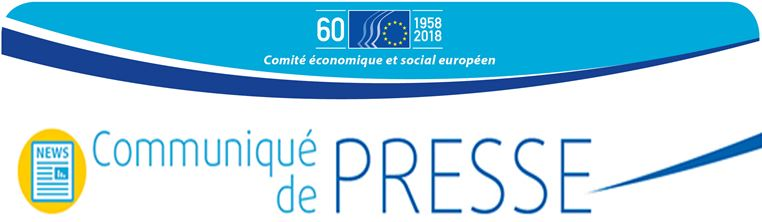 60 1958
2018
Comité économique et social européen
NEWS
Communiqué
de PRESSE